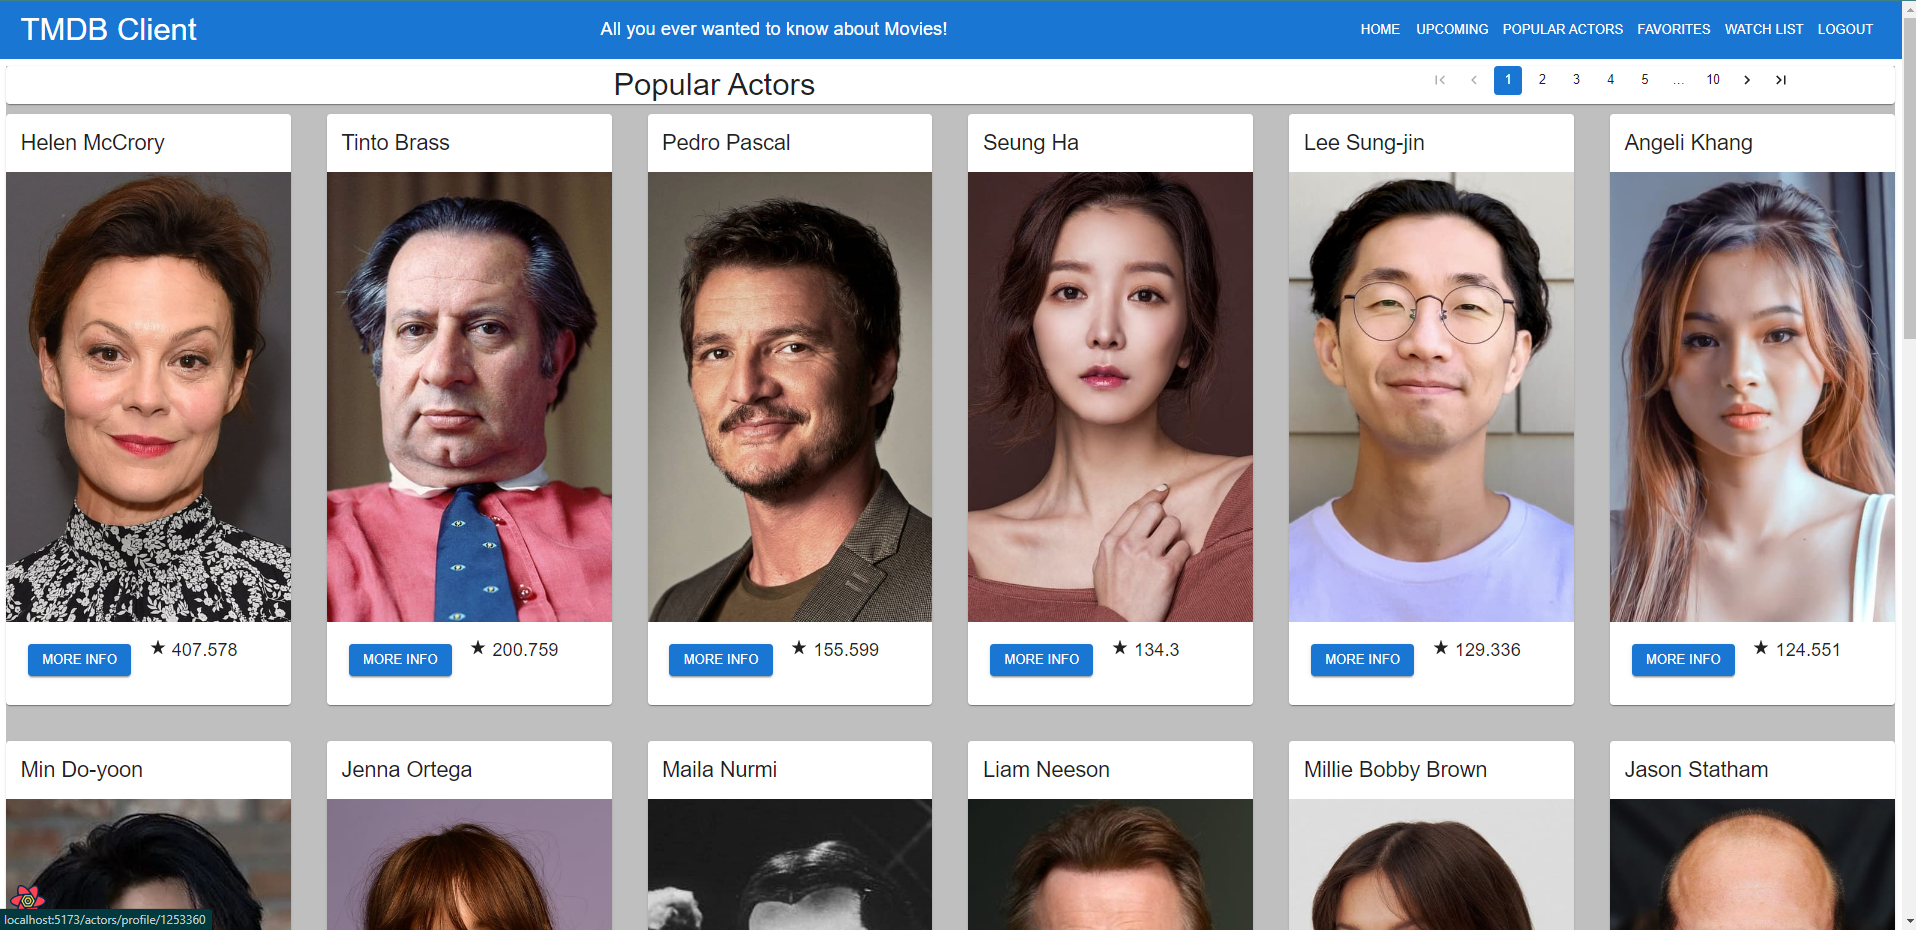 TMDB Client
All you ever wanted to know about Movies!
HOME UPCOMING POPULAR ACTORS FAVORITES WATCH LIST LOGOUT
Popular Actors
1 2 3 4 5 ... 10
Helen McCrory
Tinto Brass
Pedro Pascal
Seung Ha
Lee Sung-jin
Angeli Khang
MORE INFO ★ 407.578
MORE INFO ★ 200.759
MORE INFO ★ 155.599
MORE INFO ★ 134.3
MORE INFO ★ 129.336
MORE INFO ★ 124.551
Min Do-yoon
Jenna Ortega
Maila Nurmi
Liam Neeson
Millie Bobby Brown
Jason Statham
localhost:5173/actors/profile/1253360